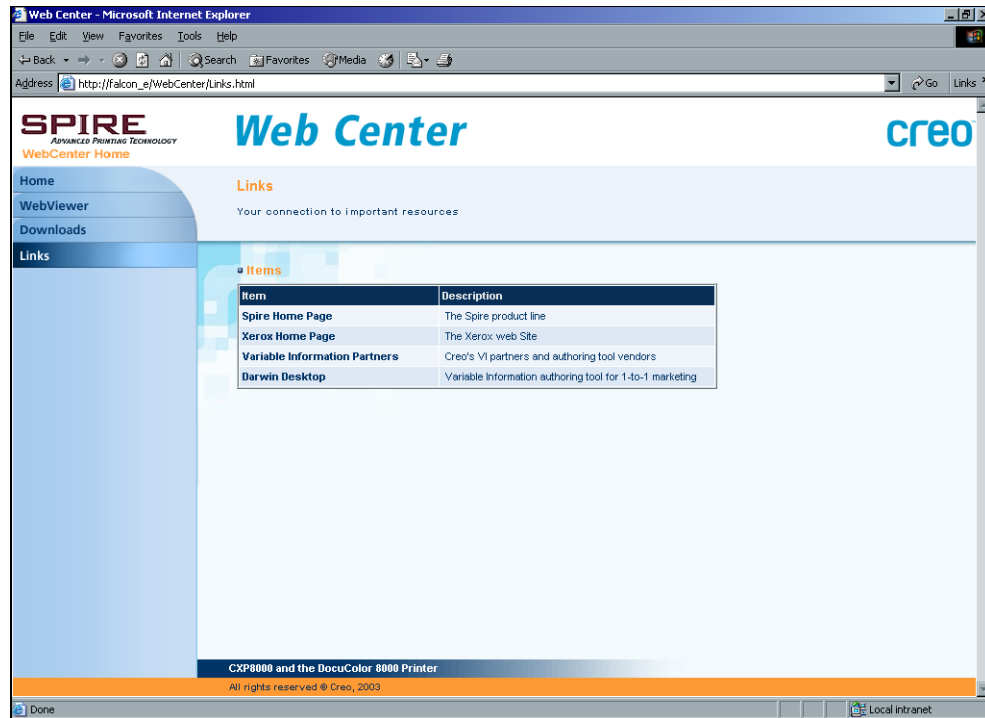 Web Center - Microsoft Internet Explorer
File Edit View Favorites Tools Help
Back Search Favorites Media
Address http://falcon_e/WebCenter/Links.html Go Links
SPIRE
ADVANCED PRINTING TECHNOLOGY
WebCenter Home
Web Center
creo
Home
WebViewer
Downloads
Links
Links
Your connection to important resources
Items
Item Description
Spire Home Page The Spire product line
Xerox Home Page The Xerox web Site
Variable Information Partners Creo's VI partners and authoring tool vendors
Darwin Desktop Variable Information authoring tool for 1-to-1 marketing
CXP8000 and the DocuColor 8000 Printer
All rights reserved © Creo, 2003
Done Local intranet